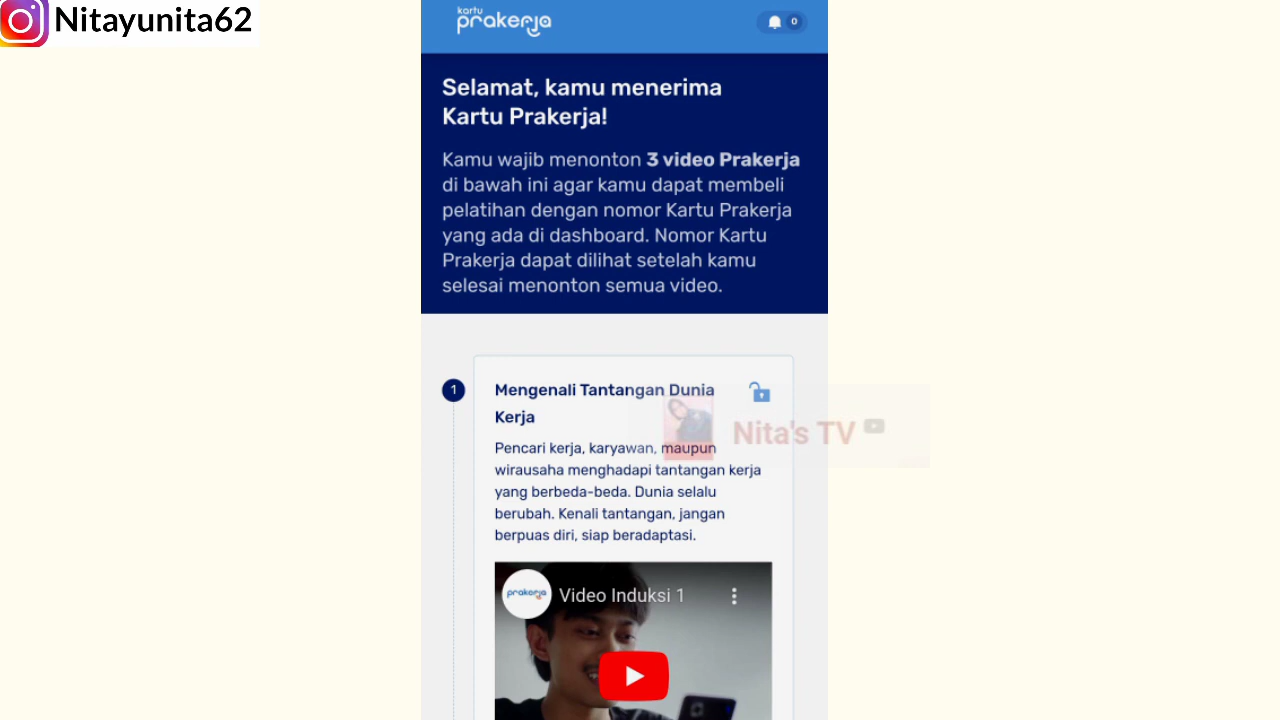 Nitayunita62
kartu
prakerja
0
Selamat, kamu menerima
Kartu Prakerja!
Kamu wajib menonton 3 video Prakerja
di bawah ini agar kamu dapat membeli
pelatihan dengan nomor Kartu Prakerja
yang ada di dashboard. Nomor Kartu
Prakerja dapat dilihat setelah kamu
selesai menonton semua video.
1
Mengenali Tantangan Dunia
Kerja
Nita's TV
Pencari kerja, karyawan, maupun
wirausaha menghadapi tantangan kerja
yang berbeda-beda. Dunia selalu
berubah. Kenali tantangan, jangan
berpuas diri, siap beradaptasi.
prakerja
Video Induksi 1